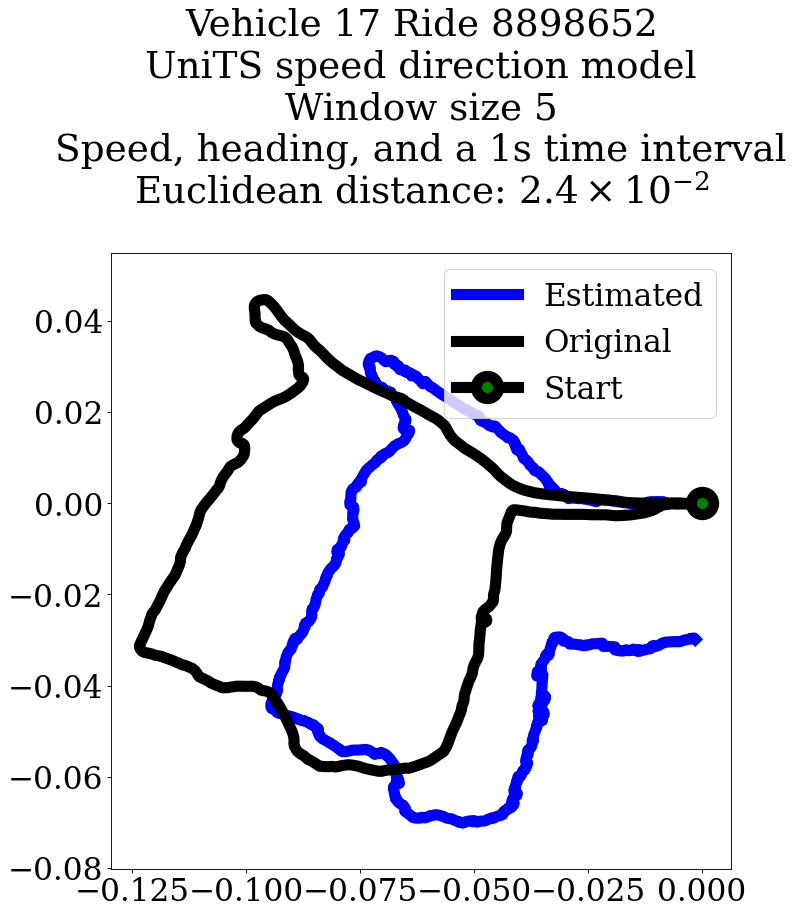 Vehicle 17 Ride 8898652
UniTS speed direction model
Window size 5
Speed, heading, and a 1s time interval
Euclidean distance: 2.4 × 10⁻²
Estimated
Original
Start
0.04
0.02
0.00
−0.02
−0.04
−0.06
−0.08
−0.125 −0.100 −0.075 −0.050 −0.025 0.000